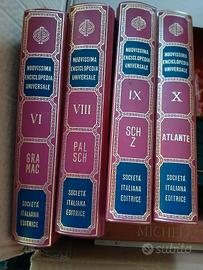 NUOVISSIMA
ENCICLOPEDIA
UNIVERSALE
VI
GRA
MAC
SOCIETÀ
ITALIANA
EDITRICE
NUOVISSIMA
ENCICLOPEDIA
UNIVERSALE
VIII
PAL
SCH
SOCIETÀ
ITALIANA
EDITRICE
NUOVISSIMA
ENCICLOPEDIA
UNIVERSALE
IX
SCH
Z
SOCIETÀ
ITALIANA
EDITRICE
NUOVISSIMA
ENCICLOPEDIA
UNIVERSALE
X
ATLANTE
SOCIETÀ
ITALIANA
EDITRICE
subito